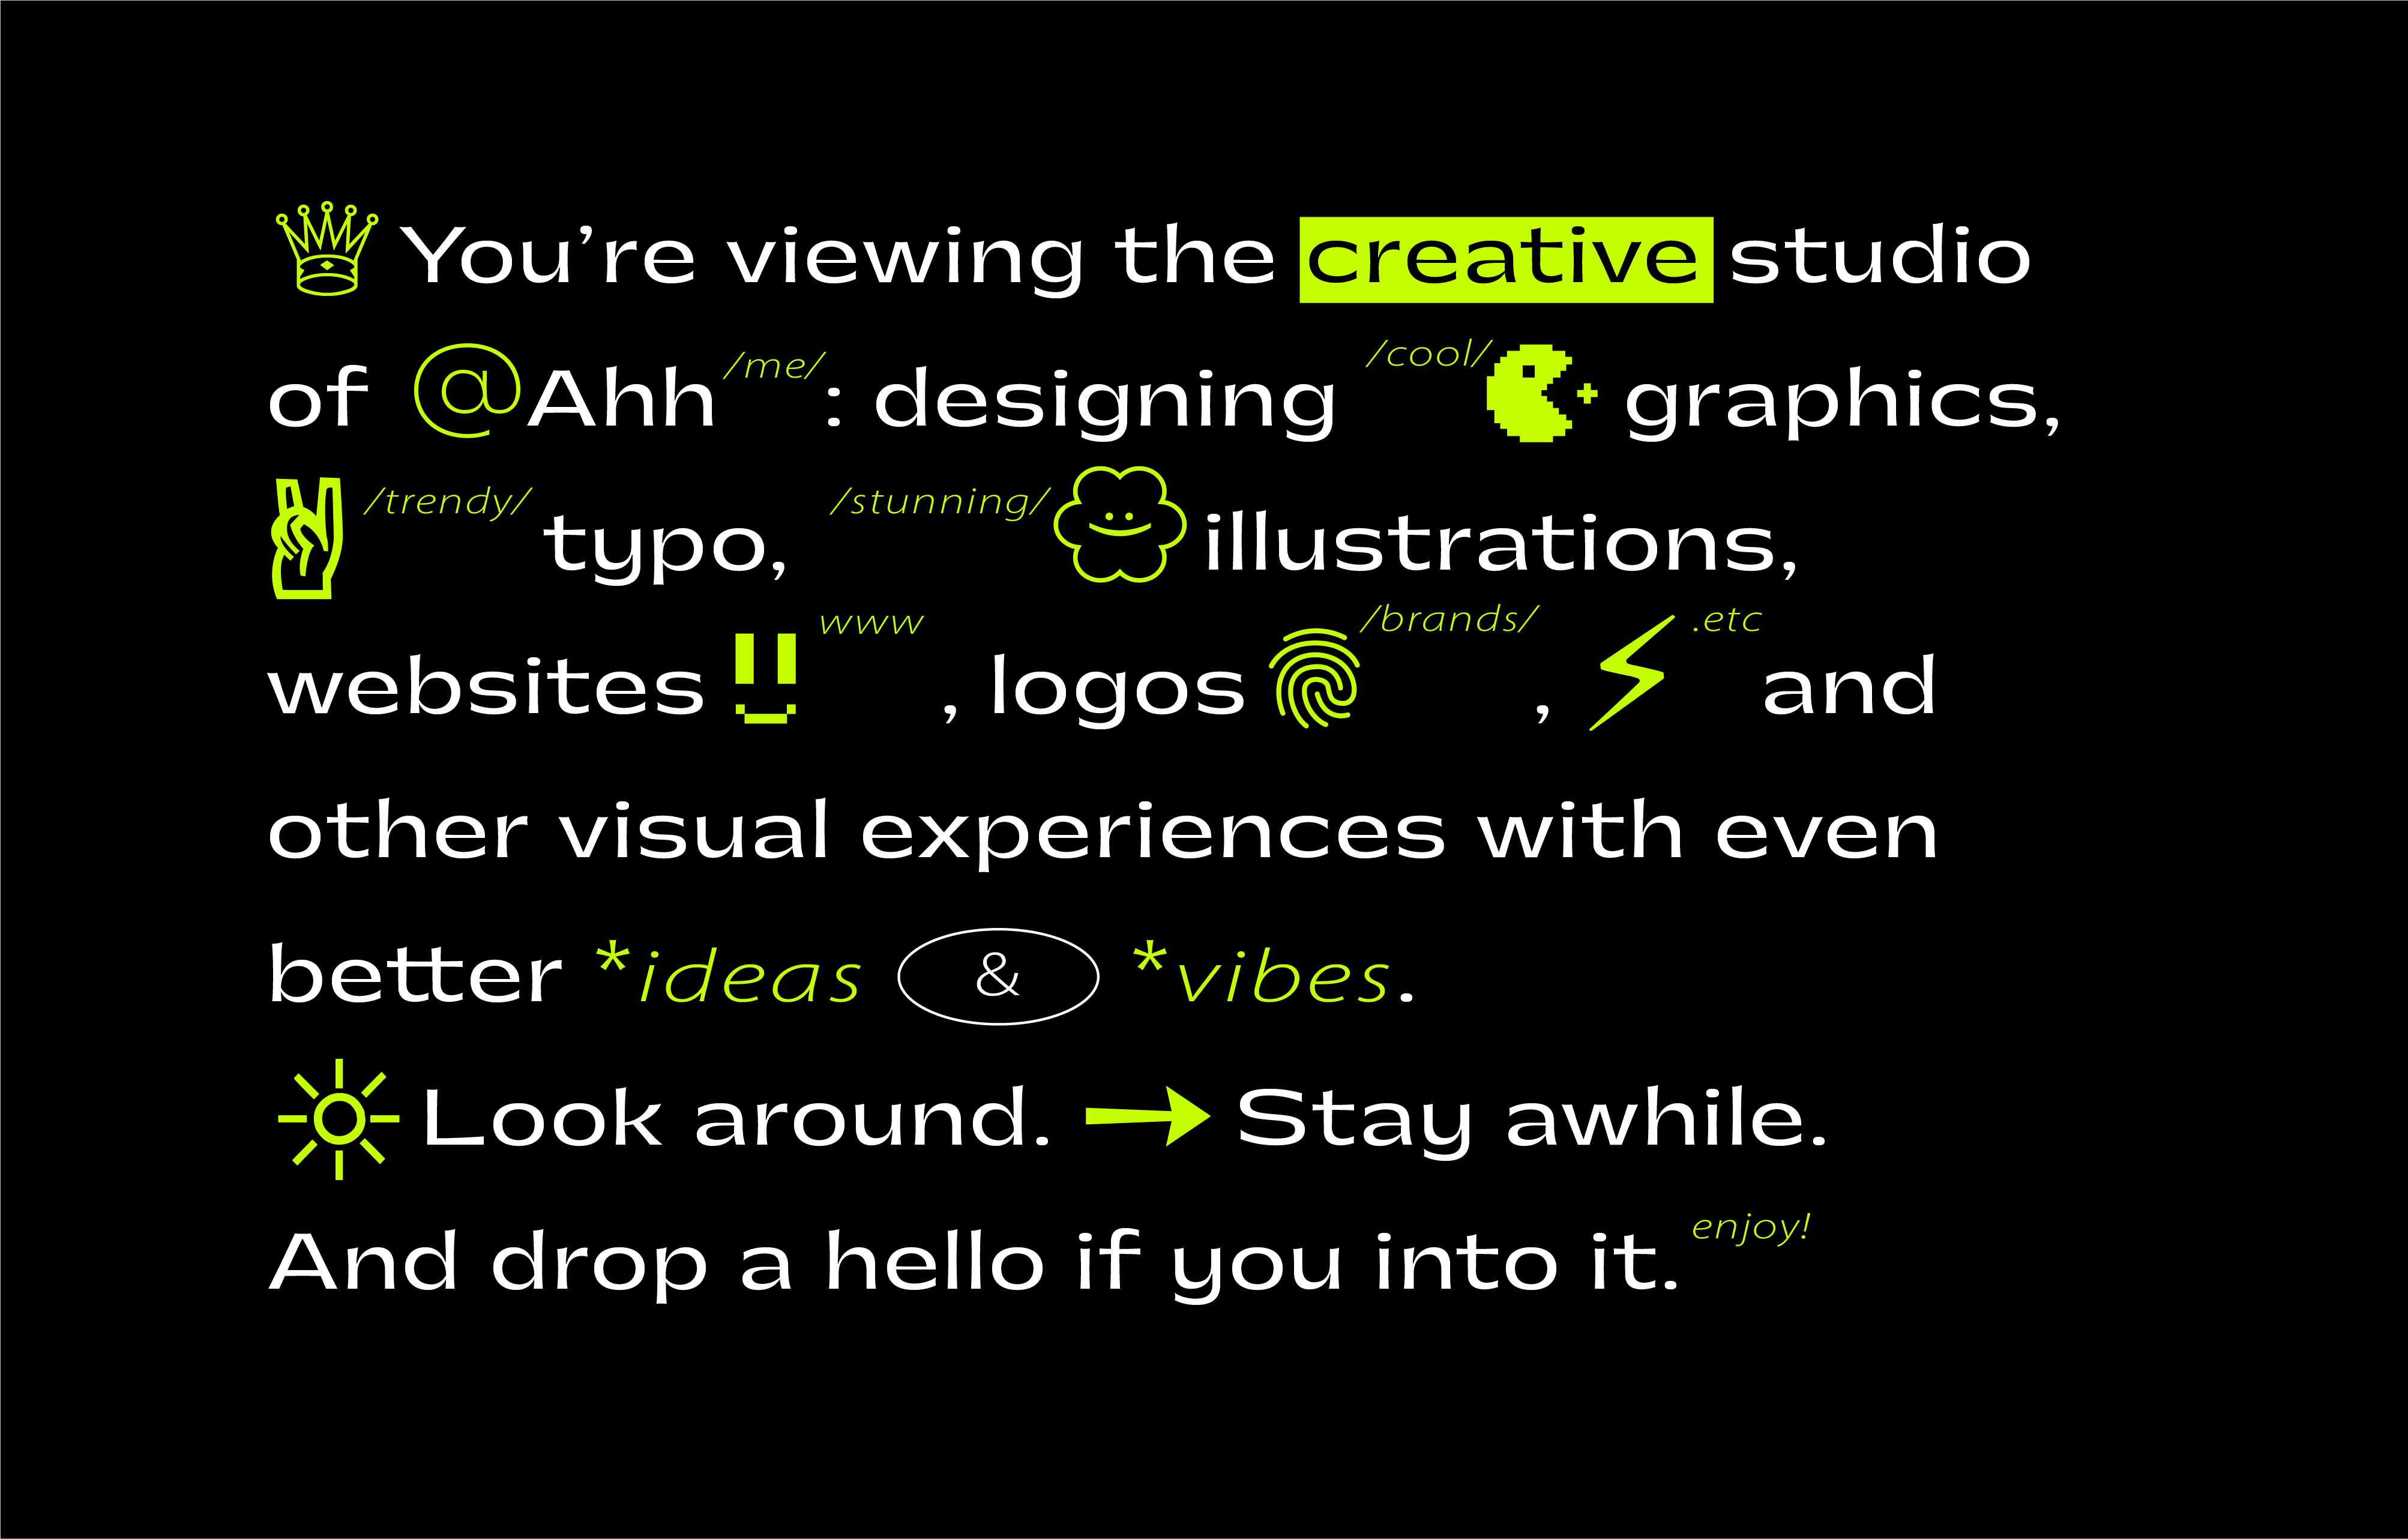 You’re viewing the creative studio
of @Ahh /me/ : designing /cool/ graphics,
/trendy/ typo, /stunning/ illustrations,
websites www , logos /brands/ , .etc and
other visual experiences with even
better *ideas & *vibes.
Look around. → Stay awhile.
And drop a hello if you into it. enjoy!